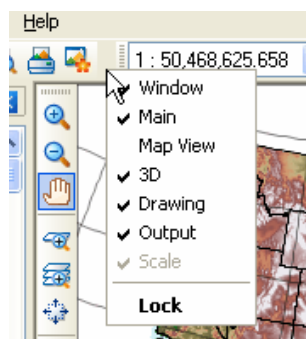 Help
1 : 50,468,625.658
Window
Main
Map View
3D
Drawing
Output
Scale
Lock